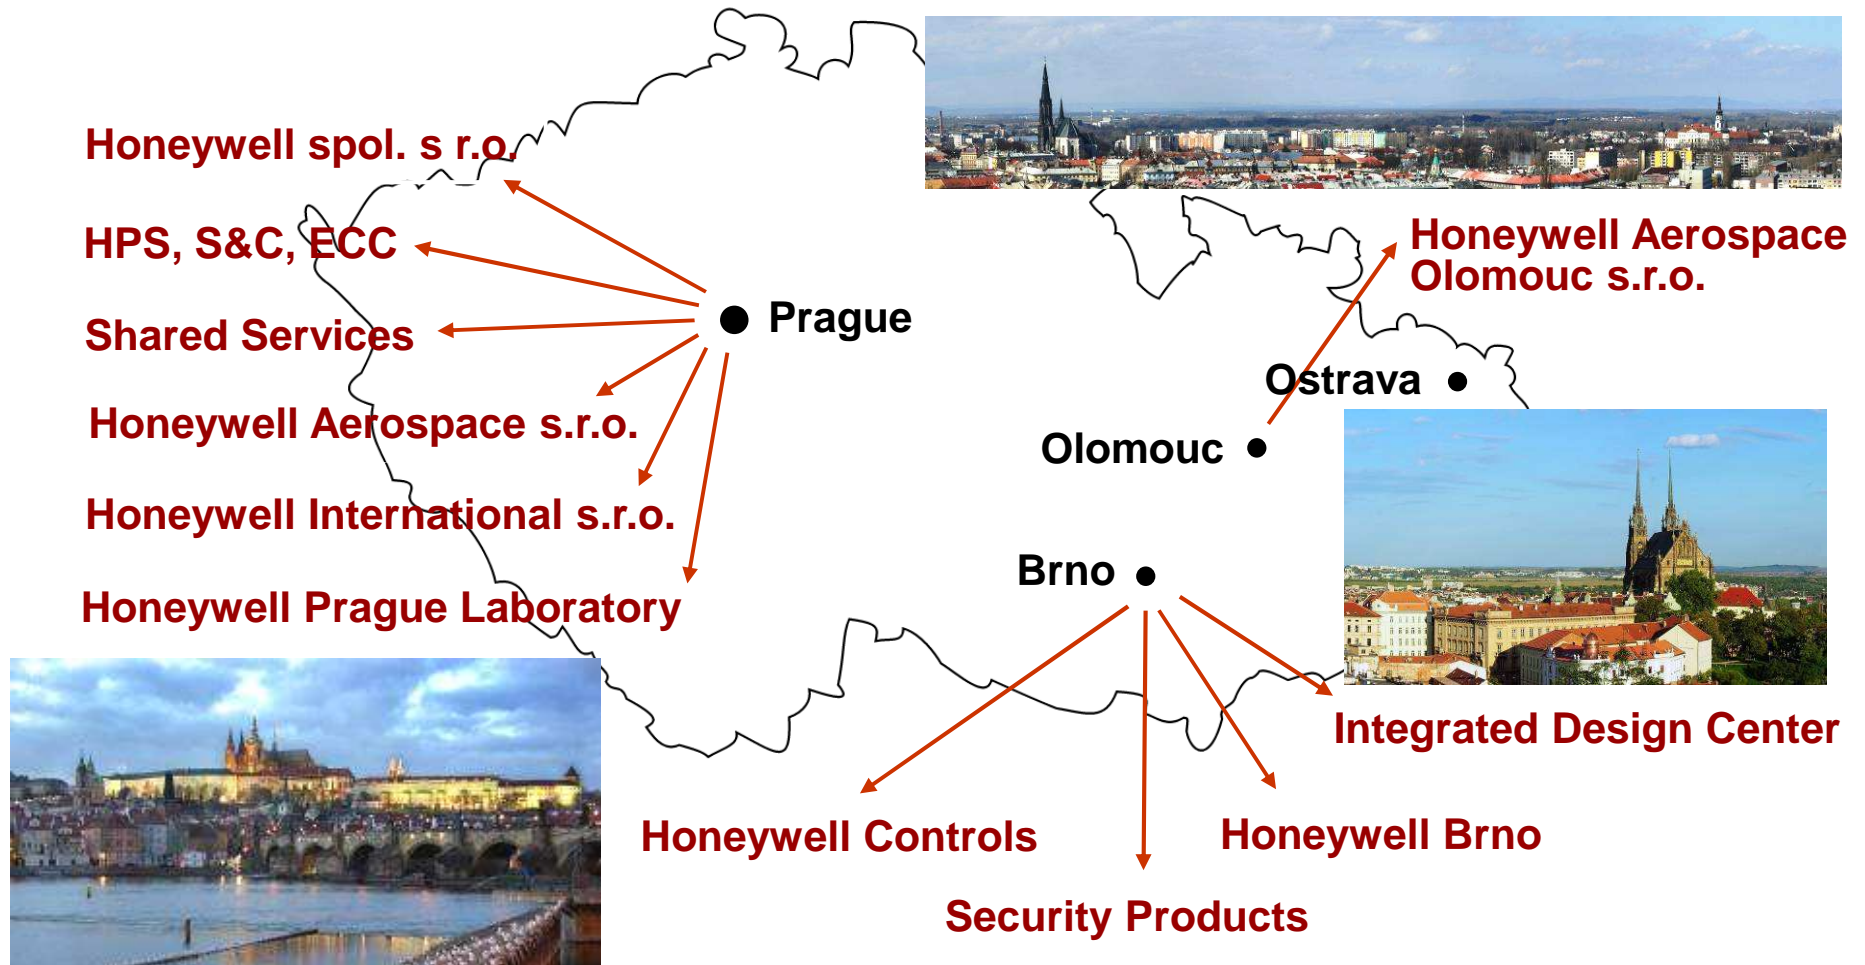 Honeywell spol. s r.o.
HPS, S&C, ECC
Shared Services
Honeywell Aerospace s.r.o.
Honeywell International s.r.o.
Honeywell Prague Laboratory
Prague
Honeywell Aerospace
Olomouc s.r.o.
Ostrava
Olomouc
Brno
Integrated Design Center
Honeywell Controls
Honeywell Brno
Security Products